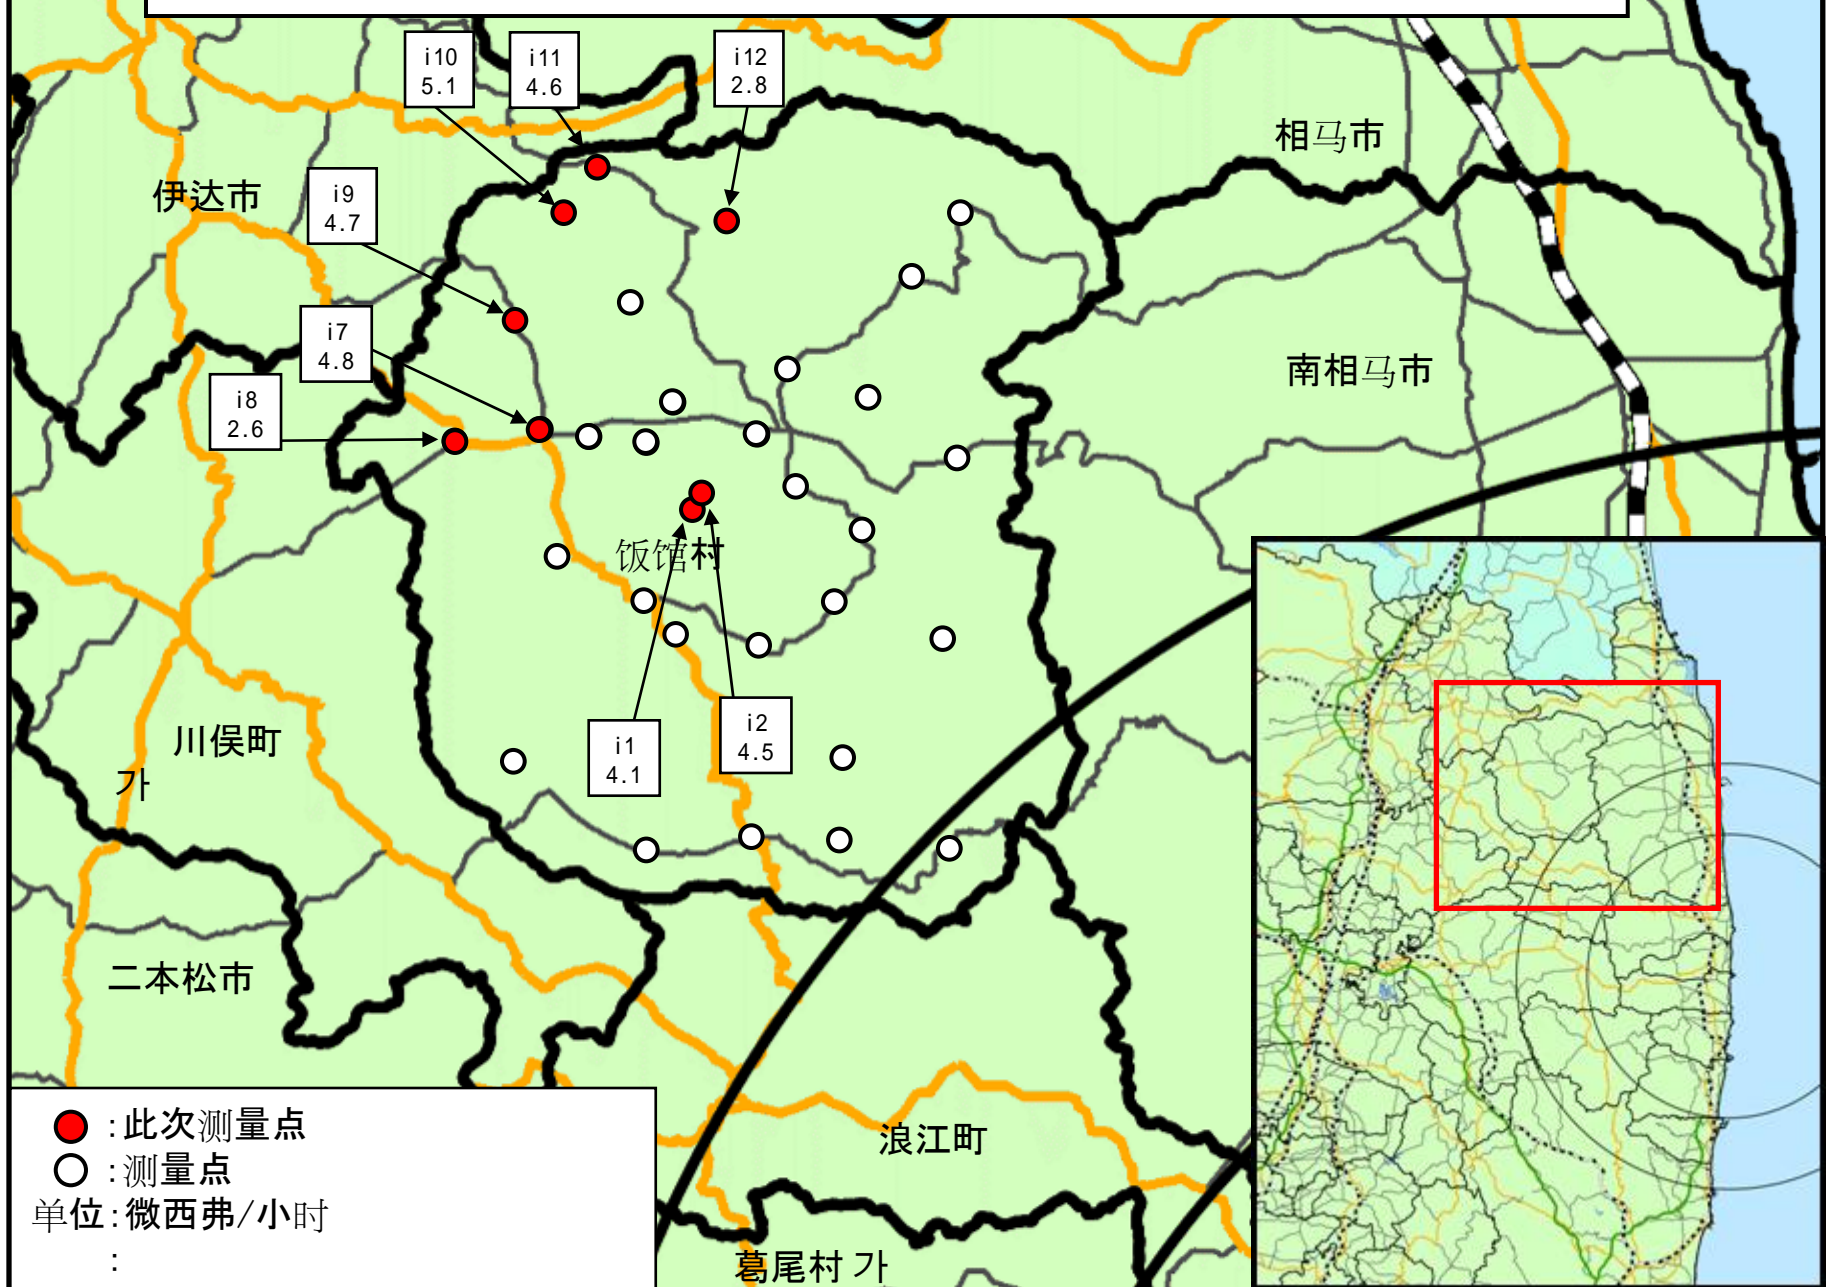 i10
5.1
i11
4.6
i12
2.8
相马市
伊达市
i9
4.7
i7
4.8
南相马市
i8
2.6
饭馆村
i1
4.1
i2
4.5
川俣町
가
二本松市
:此次测量点
:测量点
单位:微西弗/小时
:
浪江町
葛尾村 가